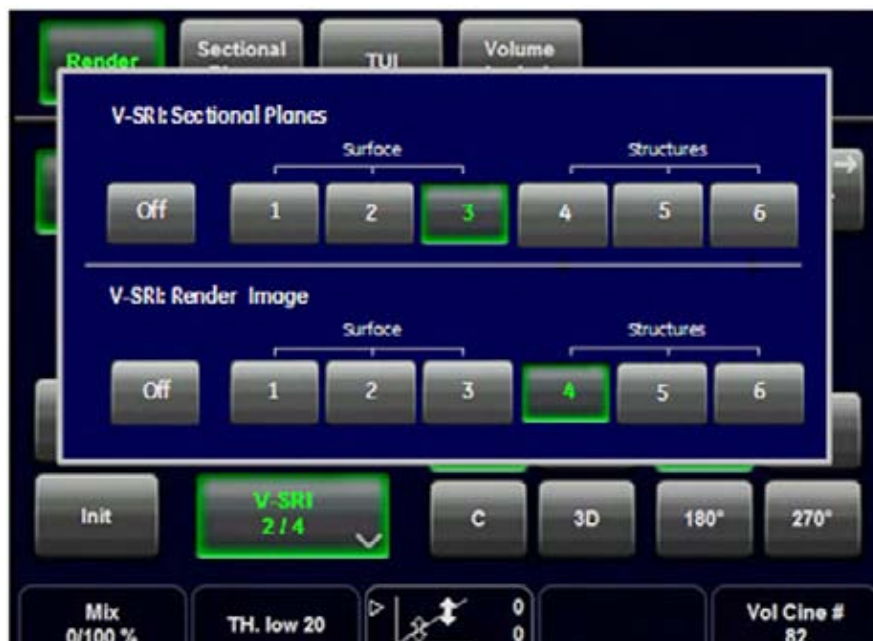 Render
Sectional
TUI
Volume
V-SRI: Sectional Planes
Surface
Structures
Off
1
2
3
4
5
6
V-SRI: Render Image
Surface
Structures
Off
1
2
3
4
5
6
Init
V-SRI
2 / 4
C
3D
180°
270°
Mix
0/100 %
TH. low 20
0
0
Vol Cine #
82